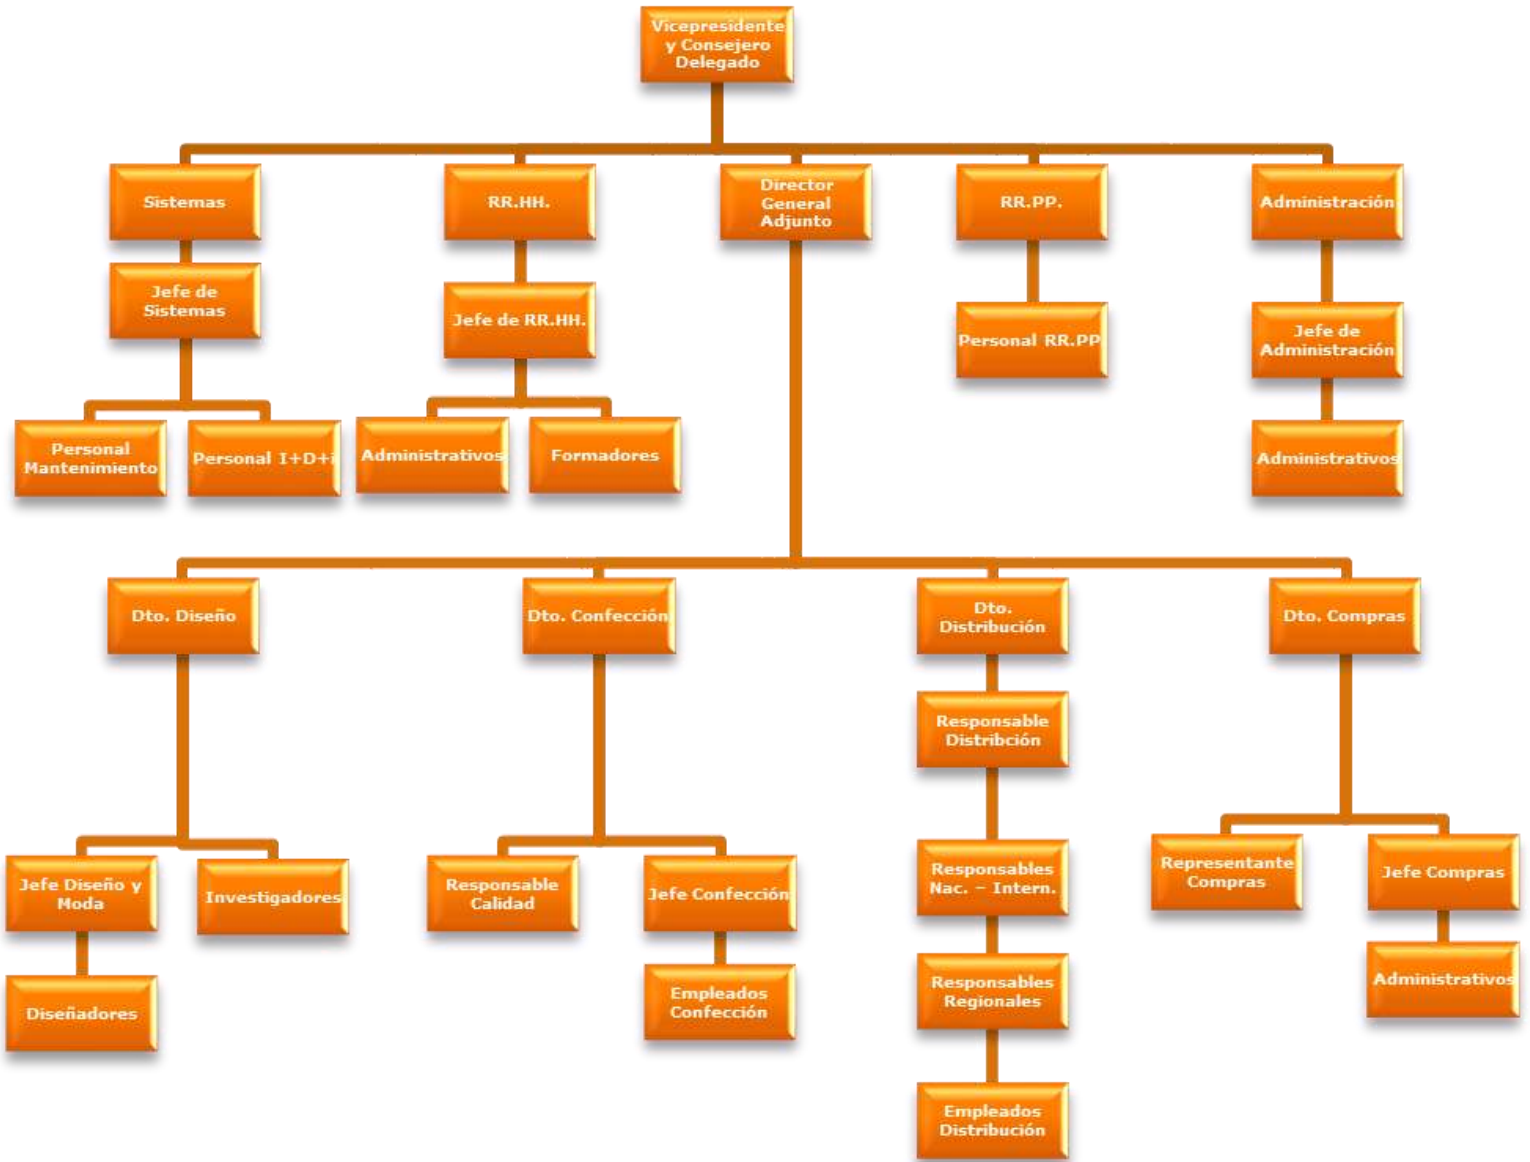 Vicepresidente
y Consejero
Delegado
Sistemas
RR.HH.
Director
General
Adjunto
RR.PP.
Administración
Jefe de
Sistemas
Jefe de RR.HH.
Personal RR.PP
Jefe de
Administración
Personal
Mantenimiento
Personal I+D+i
Administrativos
Formadores
Administrativos
Dto. Diseño
Dto. Confección
Dto.
Distribución
Dto. Compras
Responsable
Distribción
Jefe Diseño y
Moda
Investigadores
Responsable
Calidad
Jefe Confección
Responsables
Nac. – Intern.
Representante
Compras
Jefe Compras
Diseñadores
Empleados
Confección
Responsables
Regionales
Administrativos
Empleados
Distribución